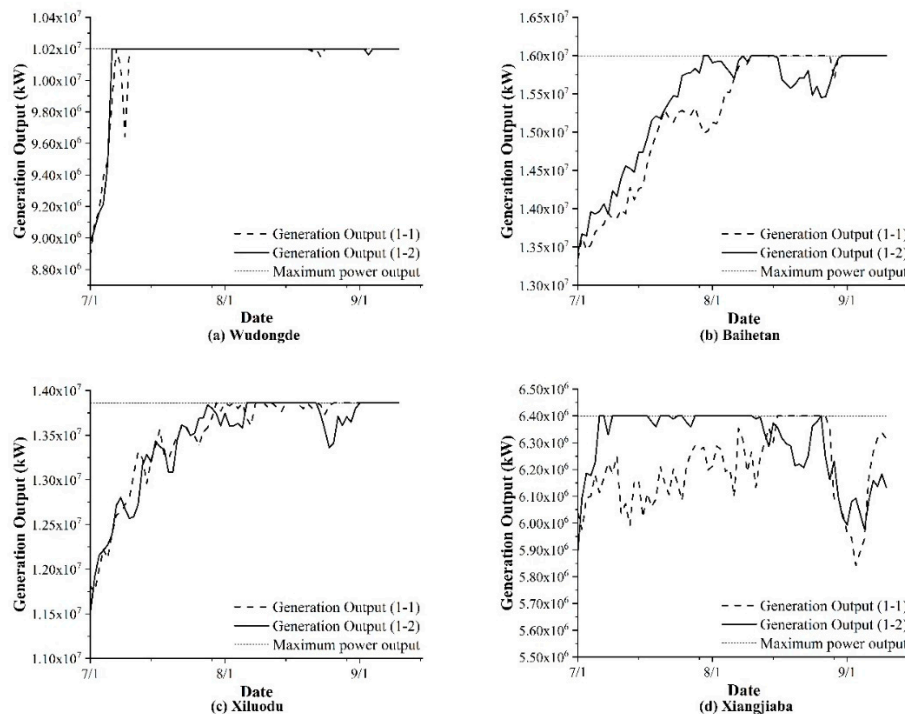 1.04x10⁷
1.02x10⁷
1.00x10⁷
9.80x10⁶
9.60x10⁶
9.40x10⁶
9.20x10⁶
9.00x10⁶
8.80x10⁶
Generation Output (kW)
Generation Output (1-1)
Generation Output (1-2)
Maximum power output
7/1 8/1 9/1
Date
(a) Wudongde
1.65x10⁷
1.60x10⁷
1.55x10⁷
1.50x10⁷
1.45x10⁷
1.40x10⁷
1.35x10⁷
1.30x10⁷
Generation Output (kW)
Generation Output (1-1)
Generation Output (1-2)
Maximum power output
7/1 8/1 9/1
Date
(b) Baihetan
1.40x10⁷
1.35x10⁷
1.30x10⁷
1.25x10⁷
1.20x10⁷
1.15x10⁷
1.10x10⁷
Generation Output (kW)
Generation Output (1-1)
Generation Output (1-2)
Maximum power output
7/1 8/1 9/1
Date
(c) Xiluodu
6.50x10⁶
6.40x10⁶
6.30x10⁶
6.20x10⁶
6.10x10⁶
6.00x10⁶
5.90x10⁶
5.80x10⁶
5.70x10⁶
5.60x10⁶
5.50x10⁶
Generation Output (kW)
Generation Output (1-1)
Generation Output (1-2)
Maximum power output
7/1 8/1 9/1
Date
(d) Xiangjiaba